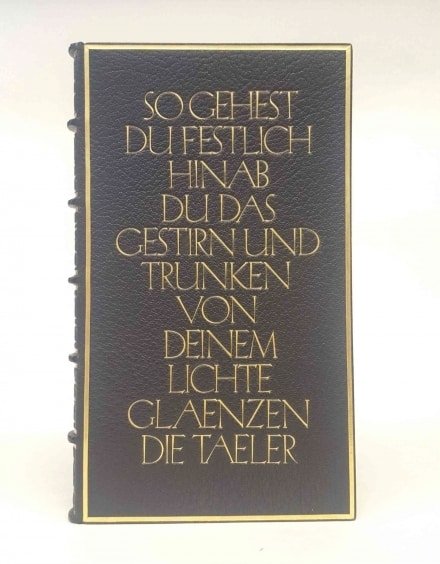 SO GEHEST
DU FESTLICH
HINAB
DU DAS
GESTIRN UND
TRUNKEN
VON
DEINEM
LICHTE
GLAENZEN
DIE TAELER